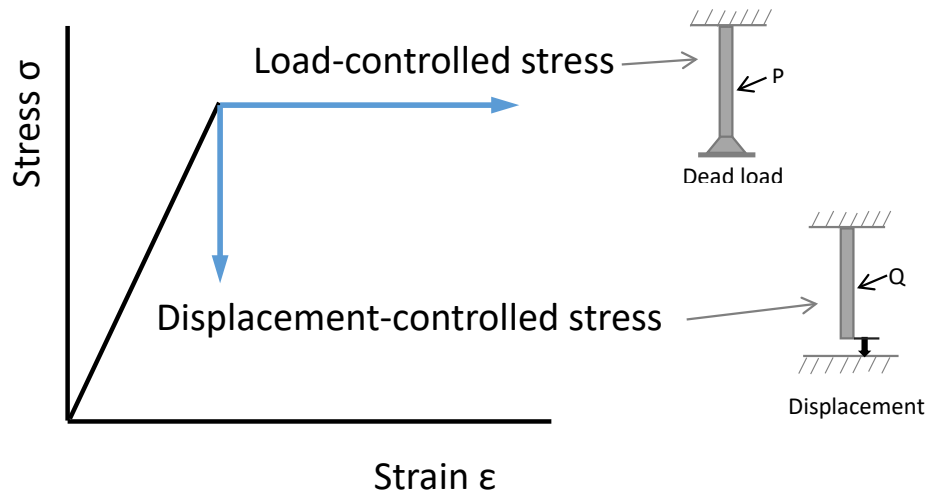 Stress σ
Load-controlled stress
P
Dead load
Displacement-controlled stress
Q
Displacement
Strain ε